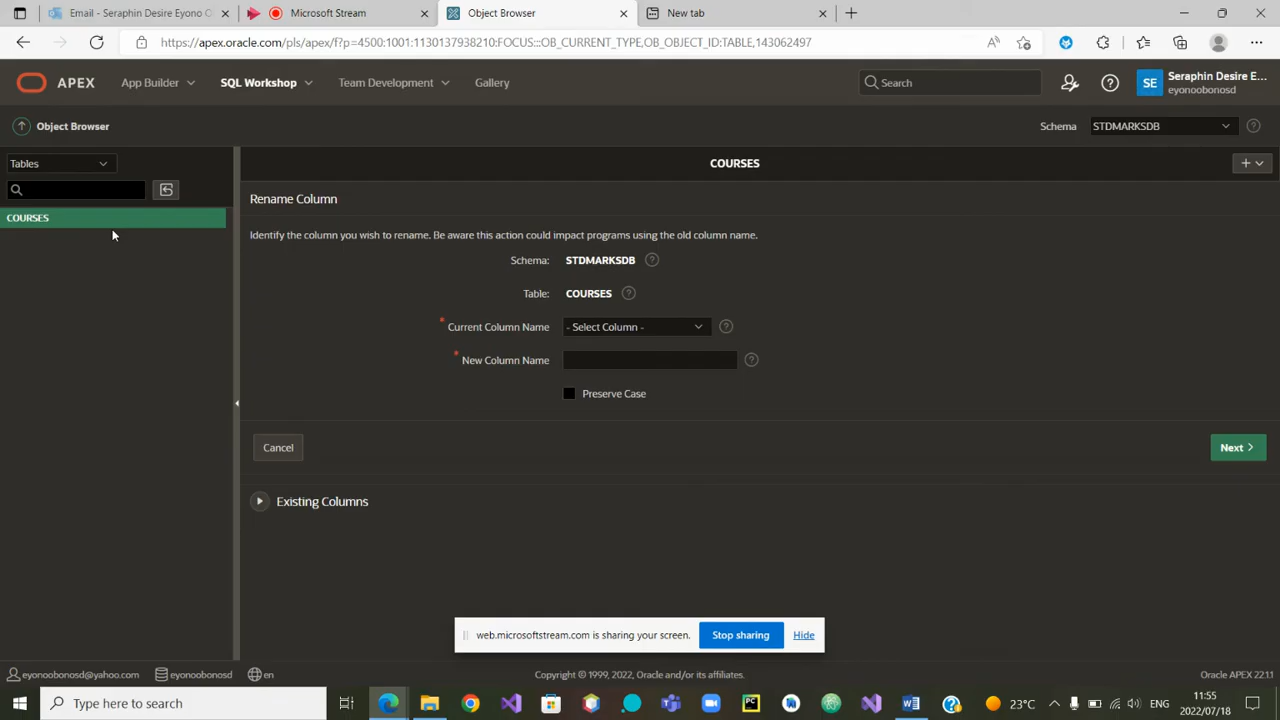 Email - Seraphin Desire Eyono O
Microsoft Stream
Object Browser
New tab
https://apex.oracle.com/pls/apex/f?p=4500:1001:1130137938210:FOCUS:::OB_CURRENT_TYPE,OB_OBJECT_ID:TABLE,143062497
APEX
App Builder
SQL Workshop
Team Development
Gallery
Search
SE
Seraphin Desire E...
eyonoobonosd
Object Browser
Schema
STDMARKSDB
Tables
COURSES
COURSES
Rename Column
Identify the column you wish to rename. Be aware this action could impact programs using the old column name.
Schema: STDMARKSDB
Table: COURSES
* Current Column Name - Select Column -
* New Column Name
Preserve Case
Cancel
Next
Existing Columns
web.microsoftstream.com is sharing your screen.
Stop sharing
Hide
eyonoobonosd@yahoo.com
eyonoobonosd
en
Copyright © 1999, 2022, Oracle and/or its affiliates.
Oracle APEX 22.1.1
Type here to search
PC
23°C
ENG
11:55
2022/07/18